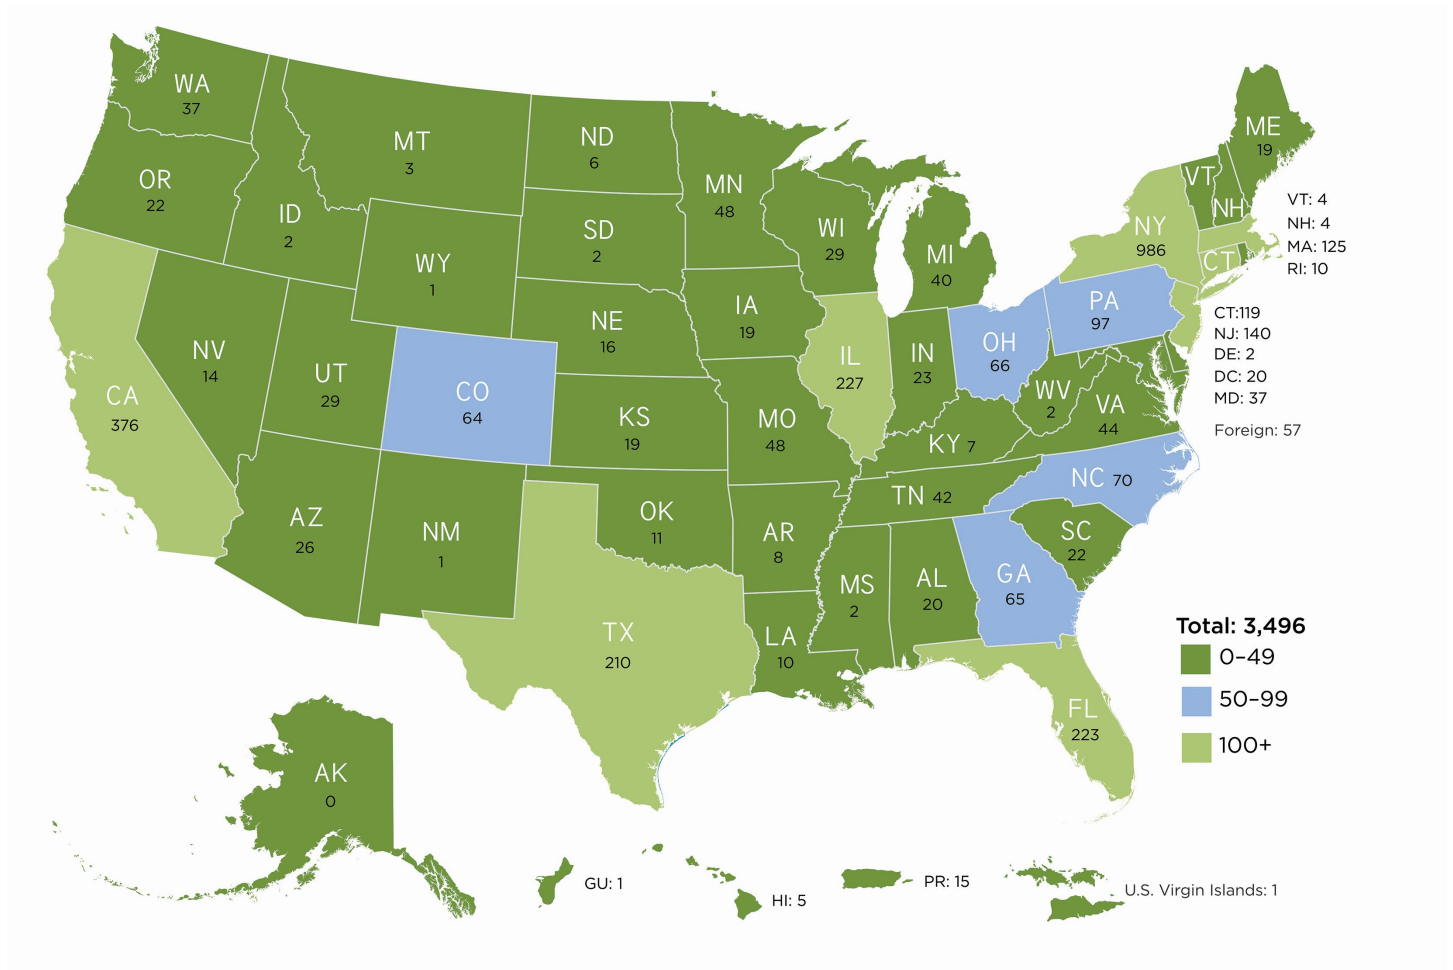 WA
37
OR
22
CA
376
ID
2
NV
14
MT
3
WY
1
UT
29
CO
64
AZ
26
NM
1
ND
6
SD
2
NE
16
KS
19
OK
11
TX
210
MN
48
IA
19
MO
48
AR
8
LA
10
WI
29
IL
227
MI
40
IN
23
OH
66
KY 7
TN 42
MS
2
AL
20
GA
65
FL
223
SC
22
NC 70
WV
2
VA
44
PA
97
NY
986
VT
NH
ME
19
CT
VT: 4
NH: 4
MA: 125
RI: 10
CT:119
NJ: 140
DE: 2
DC: 20
MD: 37
Foreign: 57
Total: 3,496
0–49
50–99
100+
AK
0
GU: 1
HI: 5
PR: 15
U.S. Virgin Islands: 1